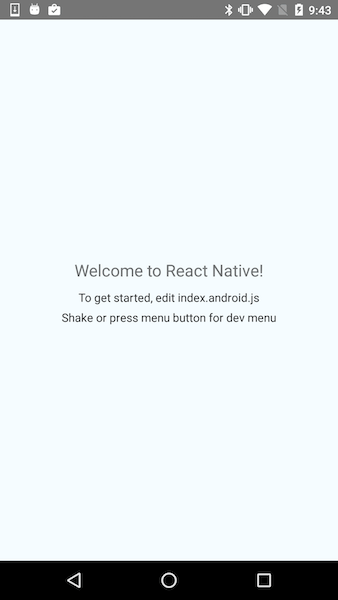 9:43
Welcome to React Native!
To get started, edit index.android.js
Shake or press menu button for dev menu